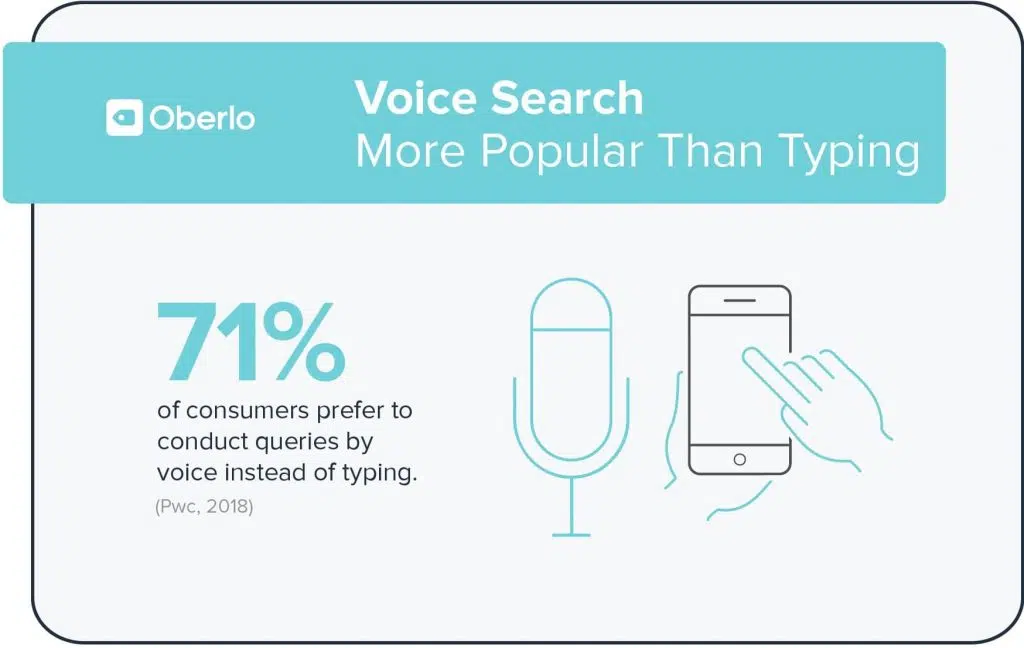 Oberlo
Voice Search
More Popular Than Typing
71%
of consumers prefer to
conduct queries by
voice instead of typing.
(Pwc, 2018)